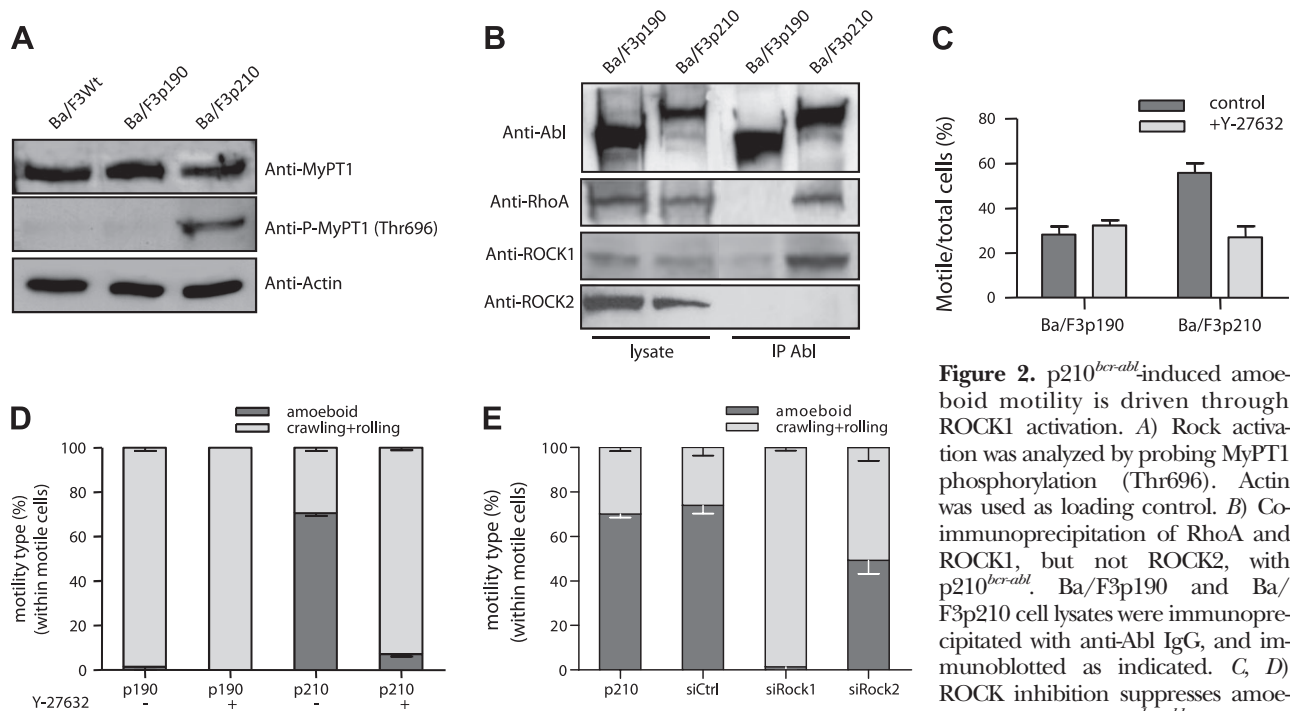 A
Ba/F3Wt
Ba/F3p190
Ba/F3p210
Anti-MyPT1
Anti-P-MyPT1 (Thr696)
Anti-Actin
B
Ba/F3p190
Ba/F3p210
Ba/F3p190
Ba/F3p210
Anti-Abl
Anti-RhoA
Anti-ROCK1
Anti-ROCK2
lysate
IP Abl
C
control
+Y-27632
Motile/total cells (%)
80
60
40
20
0
Ba/F3p190
Ba/F3p210
D
amoeboid
crawling+rolling
motility type (%)
(within motile cells)
100
80
60
40
20
0
p190 p190 p210 p210
Y-27632 - + - +
E
amoeboid
crawling+rolling
motility type (%)
(within motile cells)
100
80
60
40
20
0
p210 siCtrl siRock1 siRock2
Figure 2. p210bcr-abl-induced amoe-
boid motility is driven through
ROCK1 activation. A) Rock activa-
tion was analyzed by probing MyPT1
phosphorylation (Thr696). Actin
was used as loading control. B) Co-
immunoprecipitation of RhoA and
ROCK1, but not ROCK2, with
p210bcr-abl. Ba/F3p190 and Ba/
F3p210 cell lysates were immunopre-
cipitated with anti-Abl IgG, and im-
munoblotted as indicated. C, D)
ROCK inhibition suppresses amoe-